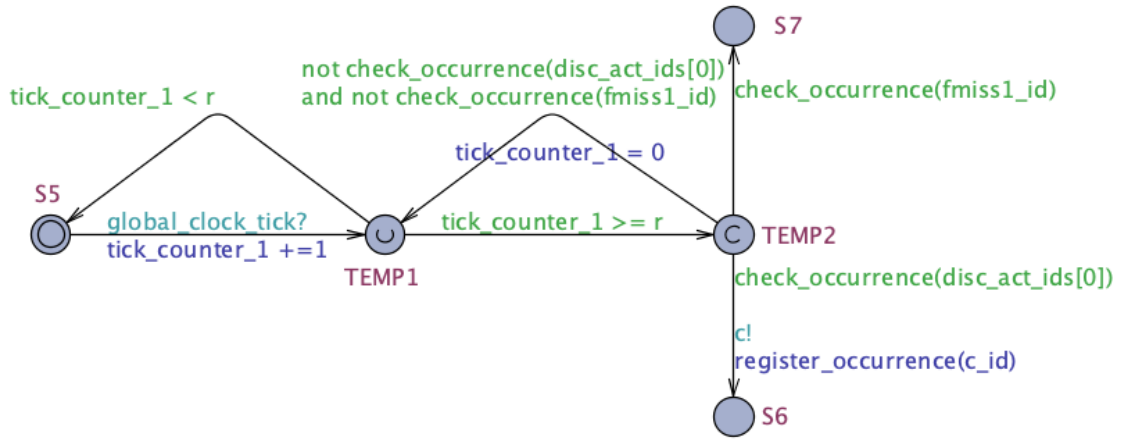 S7
not check_occurrence(disc_act_ids[0])
and not check_occurrence(fmiss1_id)
tick_counter_1 < r
check_occurrence(fmiss1_id)
tick_counter_1 = 0
S5
global_clock_tick?
tick_counter_1 +=1
tick_counter_1 >= r
TEMP1
C
TEMP2
check_occurrence(disc_act_ids[0])
c!
register_occurrence(c_id)
S6